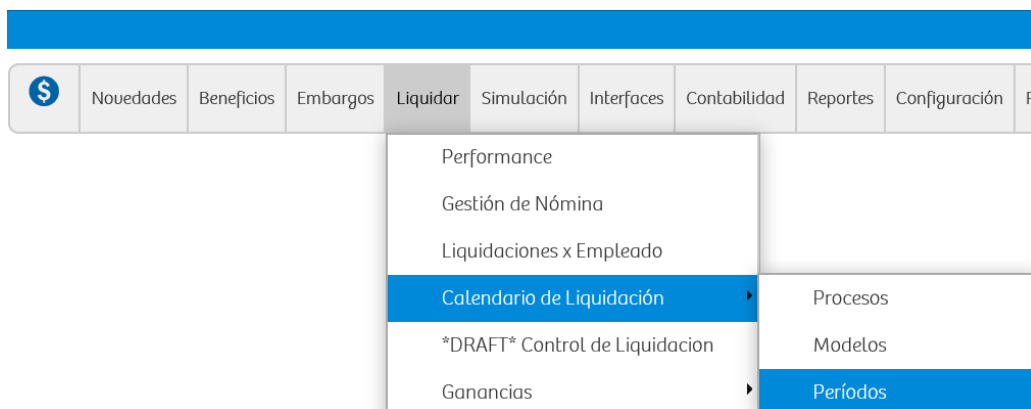 $ Novedades Beneficios Embargos Liquidar Simulación Interfaces Contabilidad Reportes Configuración
Performance
Gestión de Nómina
Liquidaciones x Empleado
Calendario de Liquidación
*DRAFT* Control de Liquidacion
Ganancias
Procesos
Modelos
Períodos